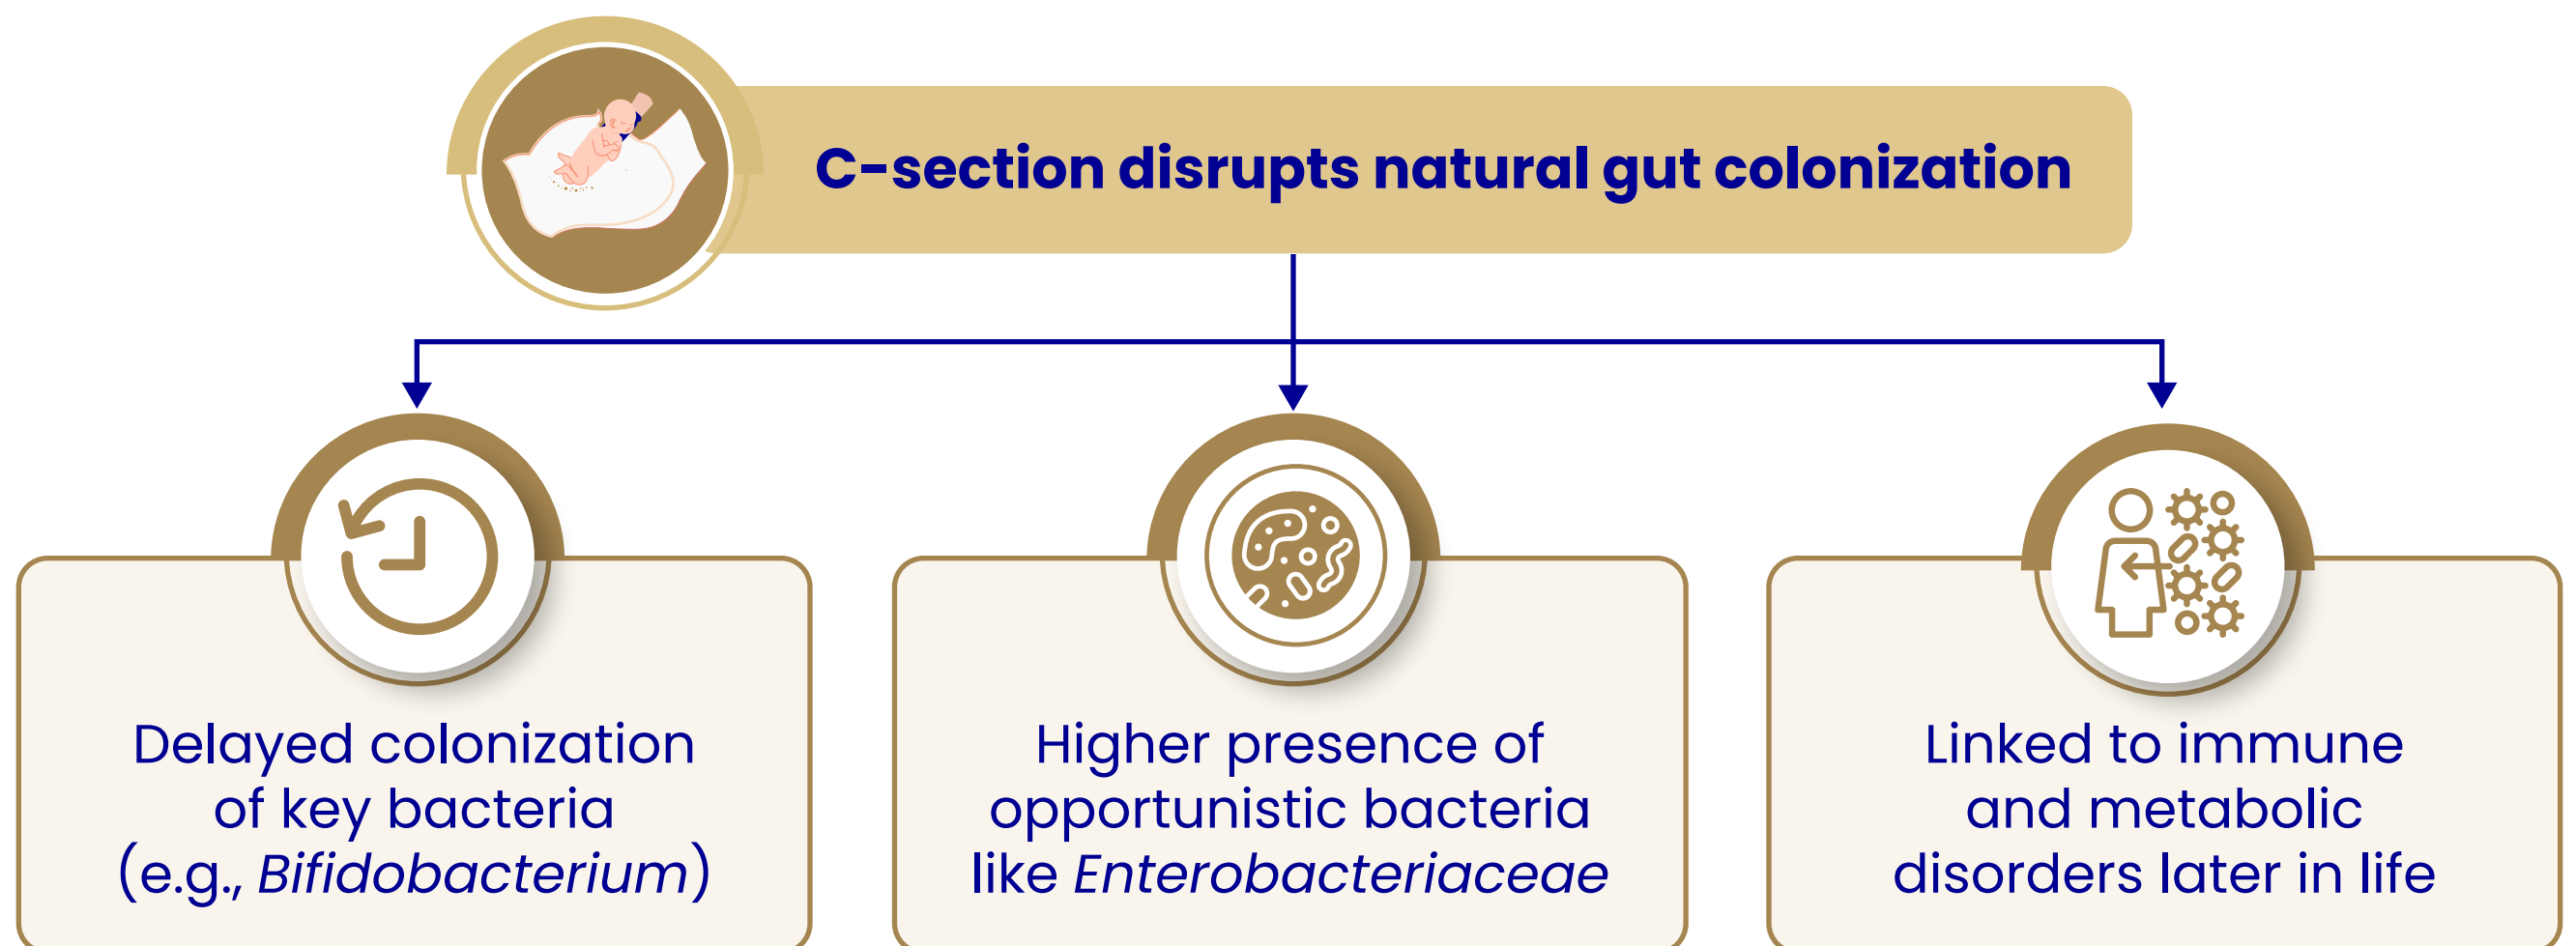 C-section disrupts natural gut colonization
Delayed colonization
of key bacteria
(e.g., Bifidobacterium)
Higher presence of
opportunistic bacteria
like Enterobacteriaceae
Linked to immune
and metabolic
disorders later in life